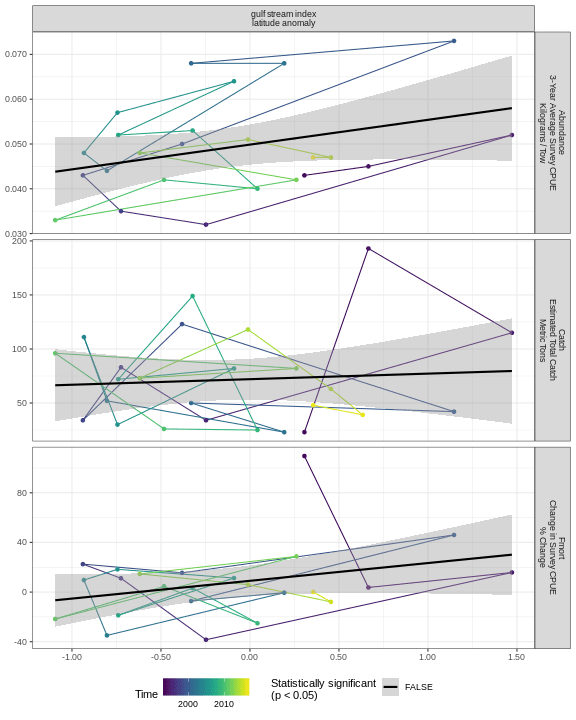 gulf stream index
latitude anomaly
0.070
0.060
0.050
0.040
0.030
Abundance
3-Year Average Survey CPUE
Kilograms / Tow
200
150
100
50
Catch
Estimated Total Catch
Metric Tons
80
40
0
-40
Fmort
Change in Survey CPUE
% Change
-1.00 -0.50 0.00 0.50 1.00 1.50
Time
2000 2010
Statistically significant
(p < 0.05)
FALSE